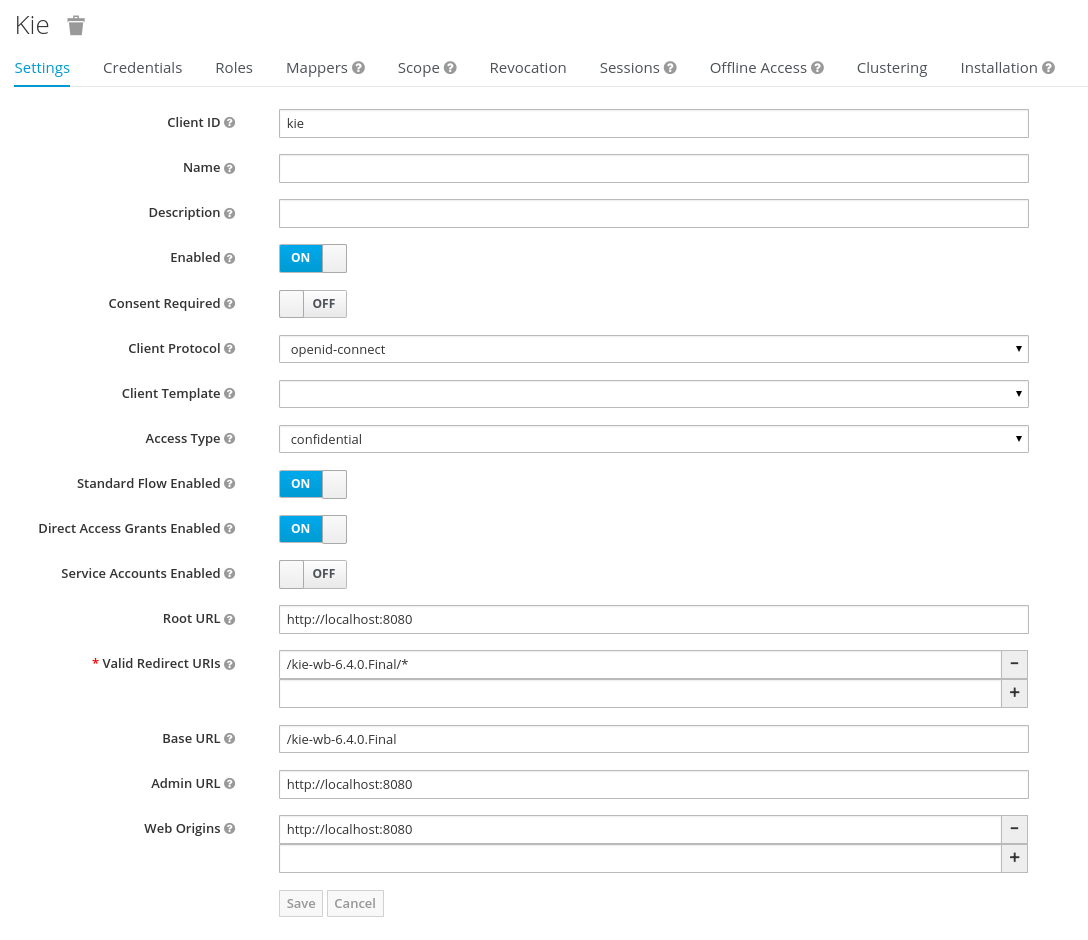 Kie
Settings Credentials Roles Mappers Scope Revocation Sessions Offline Access Clustering Installation
Client ID kie
Name
Description
Enabled ON
Consent Required OFF
Client Protocol openid-connect
Client Template
Access Type confidential
Standard Flow Enabled ON
Direct Access Grants Enabled ON
Service Accounts Enabled OFF
Root URL http://localhost:8080
* Valid Redirect URIs /kie-wb-6.4.0.Final/* −
+
Base URL /kie-wb-6.4.0.Final
Admin URL http://localhost:8080
Web Origins http://localhost:8080 −
+
Save Cancel